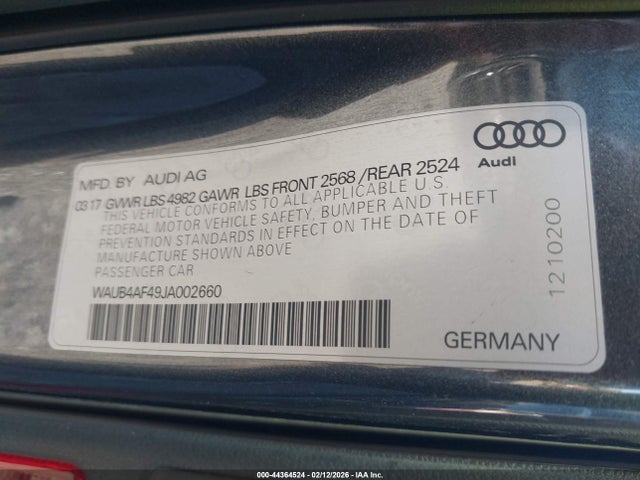 Audi
MFD. BY AUDI AG
03 17 GVWR LBS 4982 GAWR LBS FRONT 2568 /REAR 2524
THIS VEHICLE CONFORMS TO ALL APPLICABLE U.S.
FEDERAL MOTOR VEHICLE SAFETY, BUMPER AND THEFT
PREVENTION STANDARDS IN EFFECT ON THE DATE OF
MANUFACTURE SHOWN ABOVE
PASSENGER CAR
WAUB4AF49JA002660
GERMANY
1210200
000-44364524 - 02/12/2026 - IAA Inc.